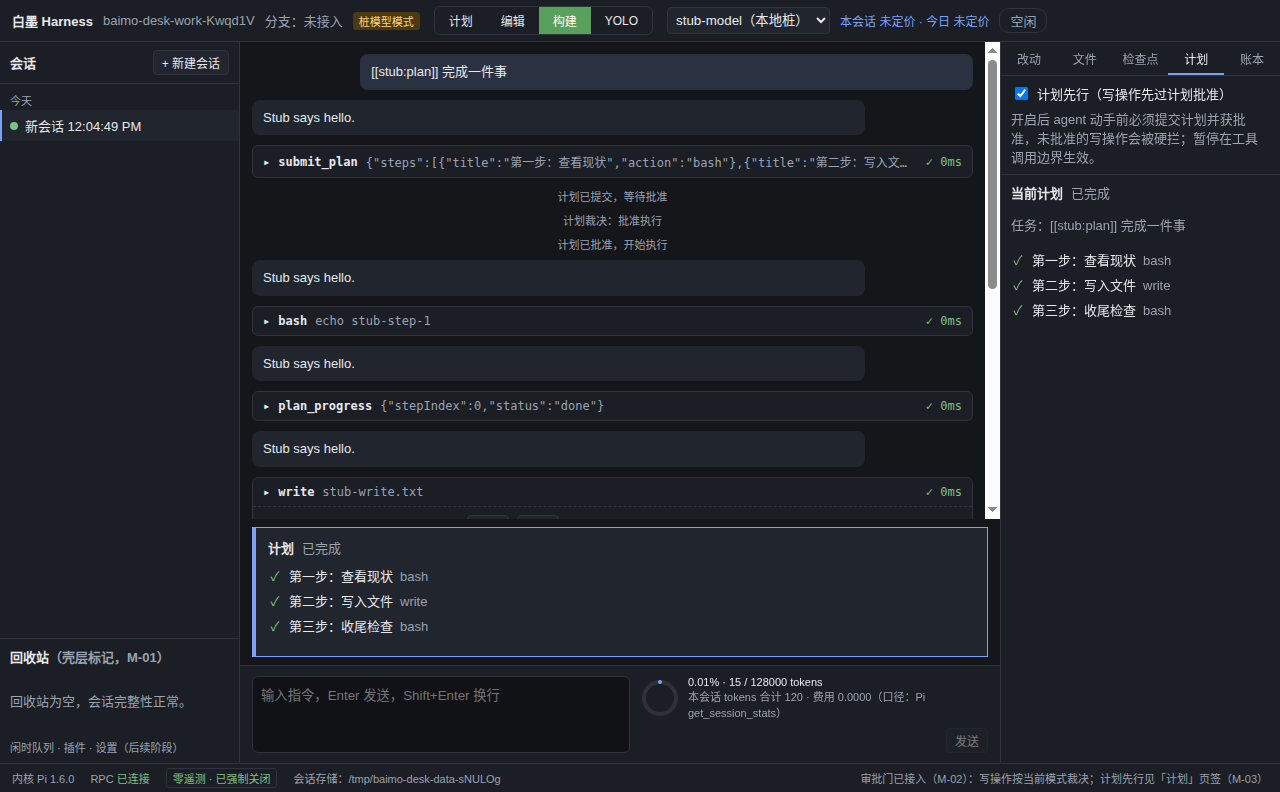 白墨 Harness baimo-desk-work-Kwqd1V 分支：未接入 桩模型模式 计划 编辑 构建 YOLO stub-model（本地桩） 本会话 未定价 · 今日 未定价 空闲
会话 + 新建会话
今天
新会话 12:04:49 PM
回收站（壳层标记，M-01）
回收站为空，会话完整性正常。
闲时队列 · 插件 · 设置（后续阶段）
[[stub:plan]] 完成一件事
Stub says hello.
▸ submit_plan {"steps":[{"title":"第一步：查看现状","action":"bash"},{"title":"第二步：写入文… ✓ 0ms
计划已提交，等待批准
计划裁决：批准执行
计划已批准，开始执行
Stub says hello.
▸ bash echo stub-step-1 ✓ 0ms
Stub says hello.
▸ plan_progress {"stepIndex":0,"status":"done"} ✓ 0ms
Stub says hello.
▸ write stub-write.txt ✓ 0ms
计划 已完成
✓ 第一步：查看现状 bash
✓ 第二步：写入文件 write
✓ 第三步：收尾检查 bash
输入指令，Enter 发送，Shift+Enter 换行
0.01% · 15 / 128000 tokens
本会话 tokens 合计 120 · 费用 0.0000（口径：Pi
get_session_stats）
发送
改动 文件 检查点 计划 账本
计划先行（写操作先过计划批准）
开启后 agent 动手前必须提交计划并获批
准，未批准的写操作会被硬拦；暂停在工具
调用边界生效。
当前计划 已完成
任务：[[stub:plan]] 完成一件事
✓ 第一步：查看现状 bash
✓ 第二步：写入文件 write
✓ 第三步：收尾检查 bash
内核 Pi 1.6.0 RPC 已连接 零遥测 · 已强制关闭 会话存储：/tmp/baimo-desk-data-sNULOg 审批门已接入（M-02）：写操作按当前模式裁决；计划先行见「计划」页签（M-03）